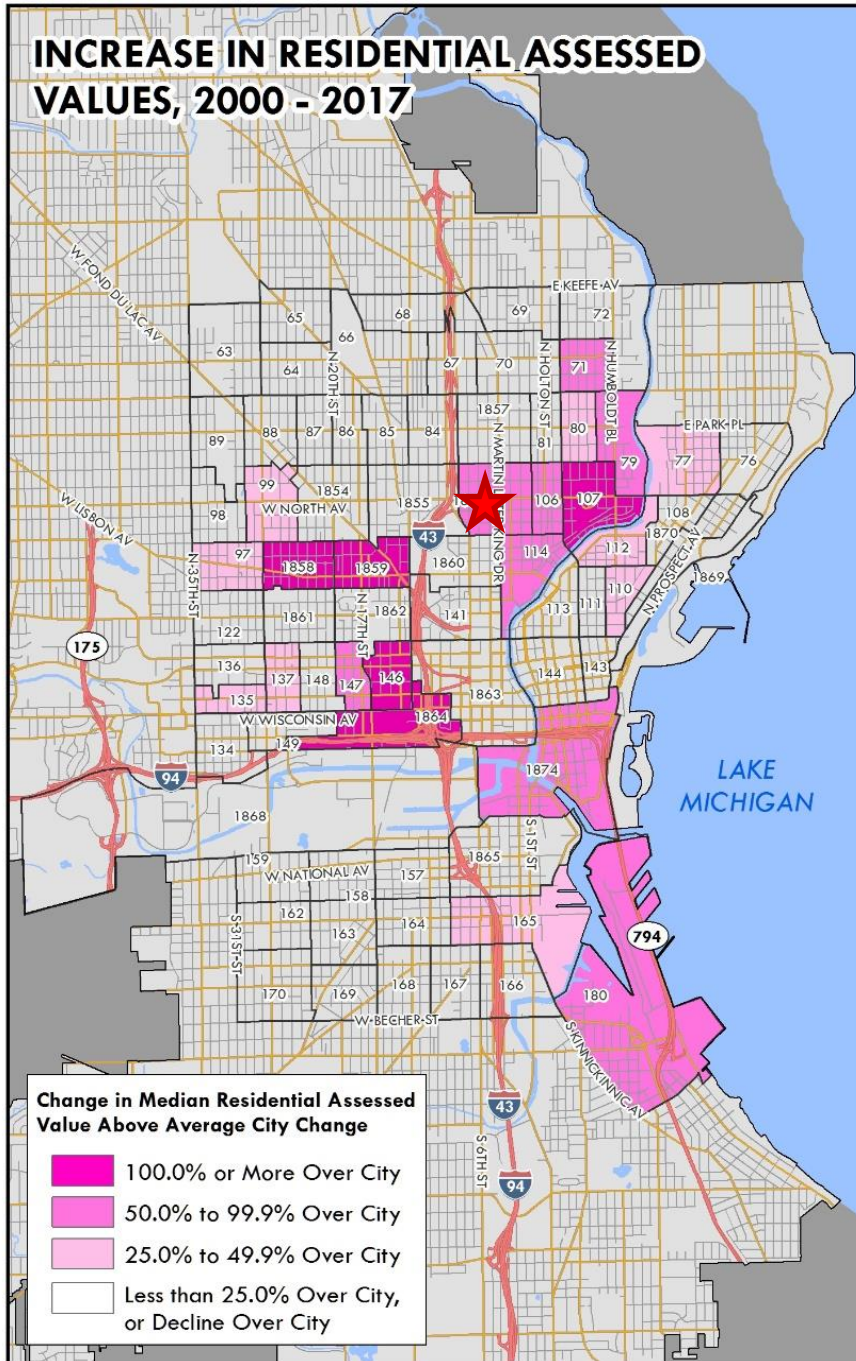 INCREASE IN RESIDENTIAL ASSESSED
VALUES, 2000 - 2017
W FOND DU LAC AV
E KEEFE AV
65
68
69
72
66
63
64
N 20TH ST
67
70
N HOLTON ST
71
N HUMBOLDT BL
1857
E PARK PL
89
88
87
86
85
84
N MARTIN L
KING DR
81
80
79
77
76
99
1854
1855
18
106
107
W LISBON AV
98
W NORTH AV
43
108
1870
97
114
112
N PROSPECT AV
1858
1859
1860
1869
N 35TH ST
N 17TH ST
110
1861
1862
141
113
111
122
175
136
137
148
147
146
1863
144
143
135
W WISCONSIN AV
1864
134
149
94
1874
LAKE
MICHIGAN
1868
S 1ST ST
159
W NATIONAL AV
157
1865
158
162
S 31ST ST
163
164
165
794
170
169
168
167
166
180
W BECHER ST
S KINNICKINNIC AV
43
S 6TH ST
94
Change in Median Residential Assessed
Value Above Average City Change
100.0% or More Over City
50.0% to 99.9% Over City
25.0% to 49.9% Over City
Less than 25.0% Over City,
or Decline Over City